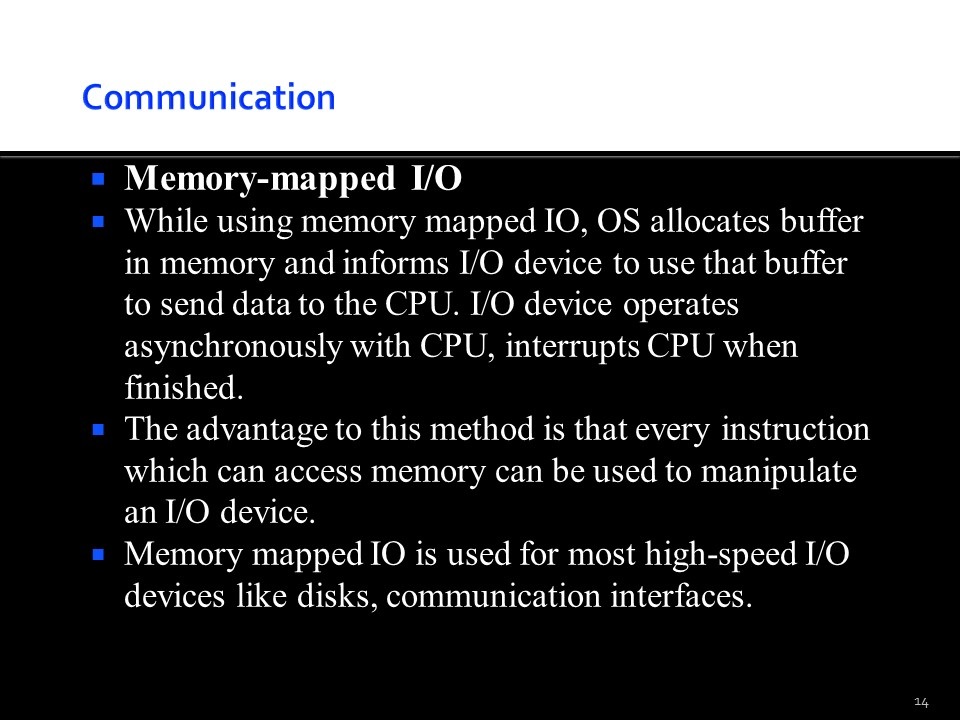 Communication
Memory-mapped I/O
While using memory mapped IO, OS allocates buffer
in memory and informs I/O device to use that buffer
to send data to the CPU. I/O device operates
asynchronously with CPU, interrupts CPU when
finished.
The advantage to this method is that every instruction
which can access memory can be used to manipulate
an I/O device.
Memory mapped IO is used for most high-speed I/O
devices like disks, communication interfaces.
14